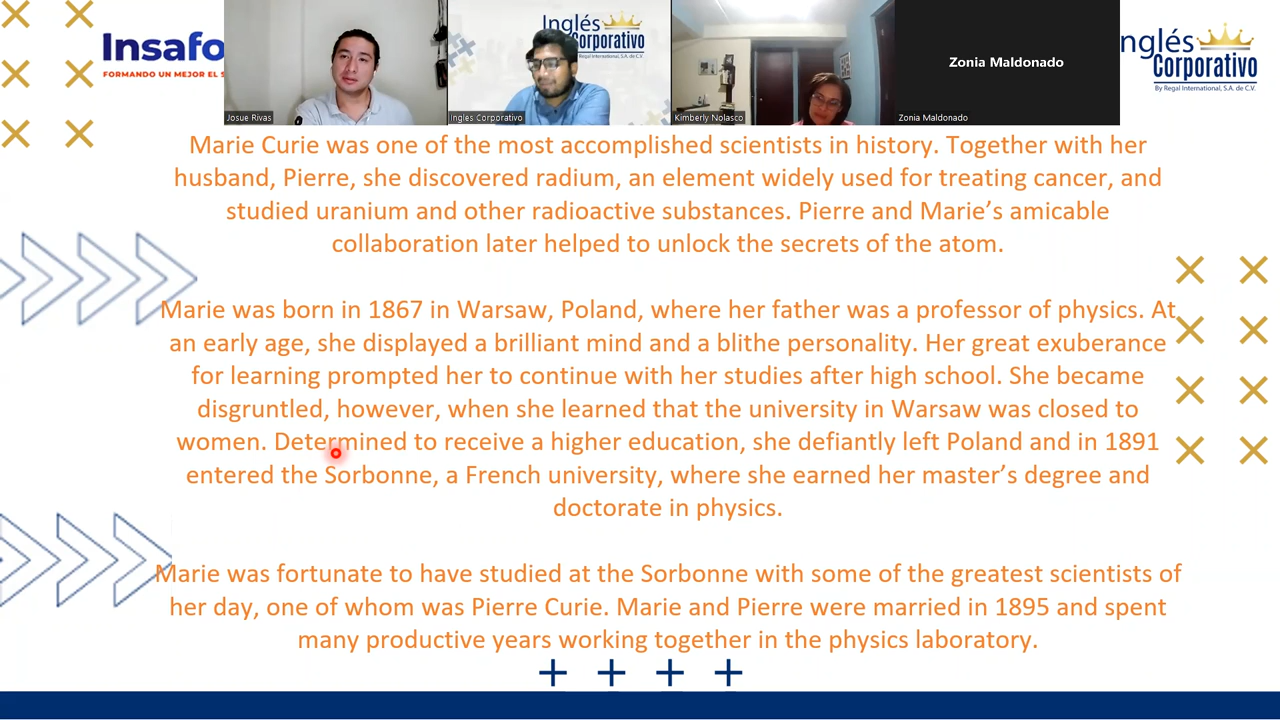 Insafo
FORMANDO UN MEJOR EL S
Inglés
Corporativo
By Regal International, S.A. de C.V.
Zonia Maldonado
nglés
Corporativo
By Regal International, S.A. de C.V.
Josue Rivas
Ingles Corporativo
Kimberly Nolasco
Zonia Maldonado
Marie Curie was one of the most accomplished scientists in history. Together with her
husband, Pierre, she discovered radium, an element widely used for treating cancer, and
studied uranium and other radioactive substances. Pierre and Marie’s amicable
collaboration later helped to unlock the secrets of the atom.
Marie was born in 1867 in Warsaw, Poland, where her father was a professor of physics. At
an early age, she displayed a brilliant mind and a blithe personality. Her great exuberance
for learning prompted her to continue with her studies after high school. She became
disgruntled, however, when she learned that the university in Warsaw was closed to
women. Determined to receive a higher education, she defiantly left Poland and in 1891
entered the Sorbonne, a French university, where she earned her master’s degree and
doctorate in physics.
Marie was fortunate to have studied at the Sorbonne with some of the greatest scientists of
her day, one of whom was Pierre Curie. Marie and Pierre were married in 1895 and spent
many productive years working together in the physics laboratory.